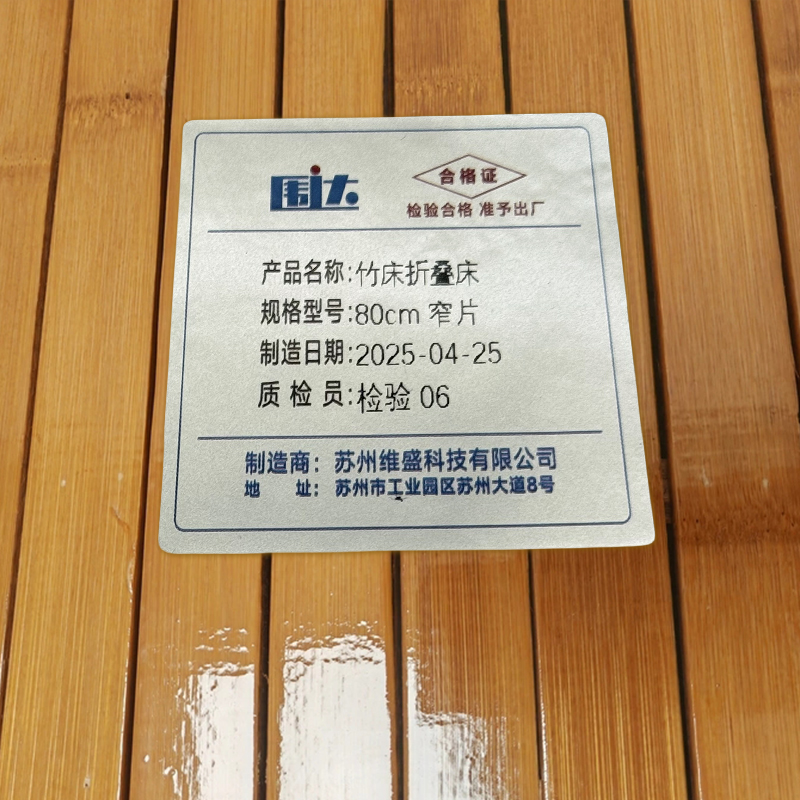 围达
合格证
检验合格 准予出厂
产品名称:竹床折叠床
规格型号:80cm 窄片
制造日期:2025-04-25
质检员:检验 06
制造商：苏州维盛科技有限公司
地址：苏州市工业园区苏州大道8号